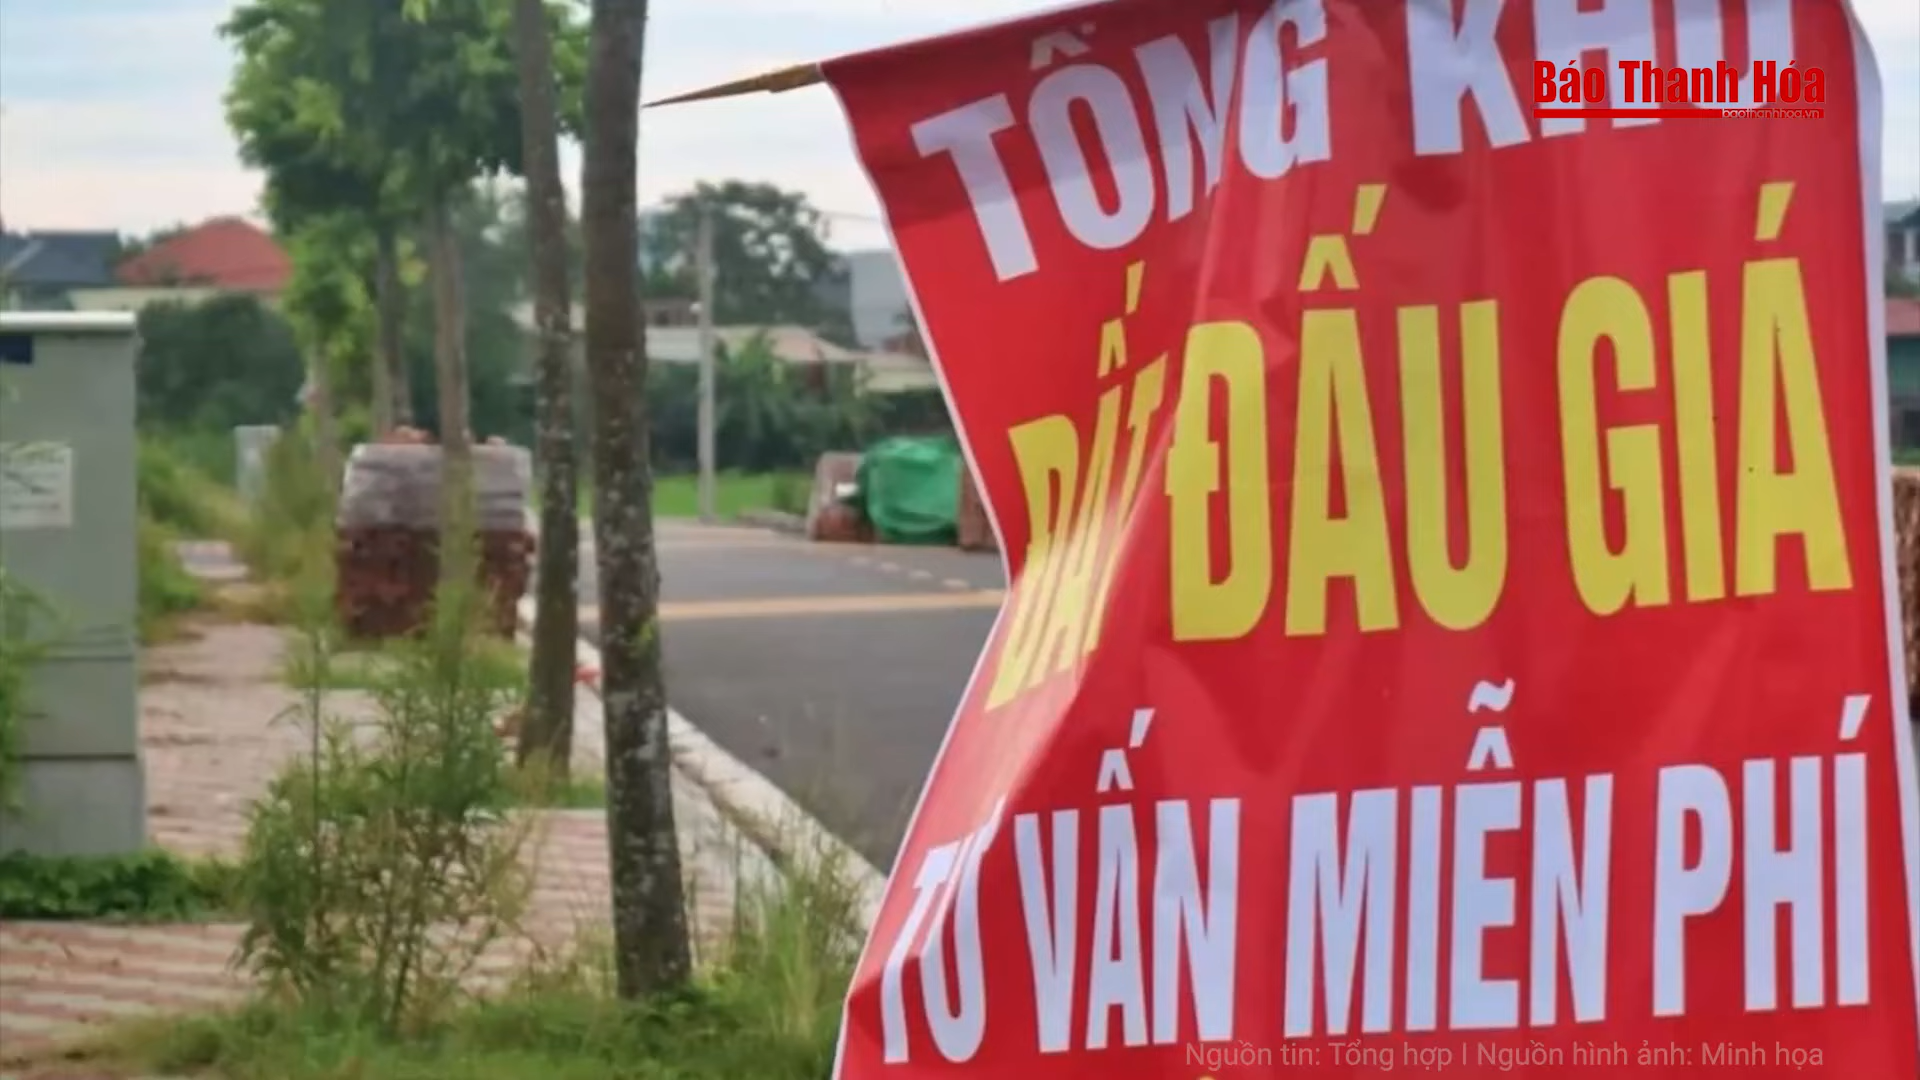 TỔNG KHO
Báo Thanh Hóa
baothanhhoa.vn
ĐẤT ĐẤU GIÁ
TƯ VẤN MIỄN PHÍ
Nguồn tin: Tổng hợp I Nguồn hình ảnh: Minh họa